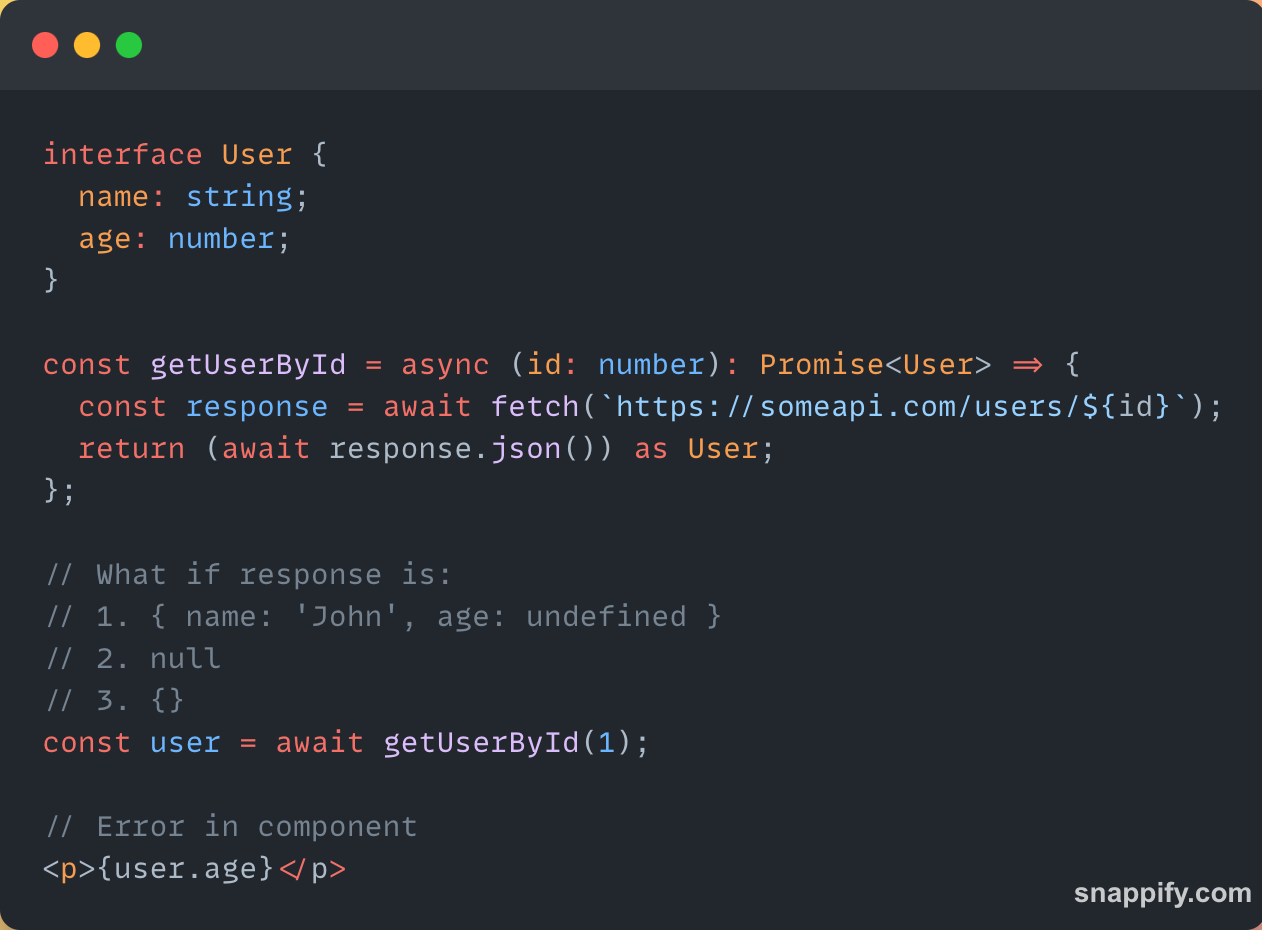 interface User {
  name: string;
  age: number;
}

const getUserById = async (id: number): Promise<User> => {
  const response = await fetch(`https://someapi.com/users/${id}`);
  return (await response.json()) as User;
};

// What if response is:
// 1. { name: 'John', age: undefined }
// 2. null
// 3. {}
const user = await getUserById(1);

// Error in component
<p>{user.age}</p>
snappify.com